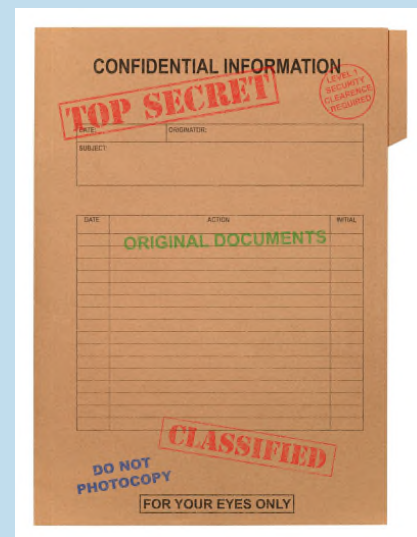 CONFIDENTIAL INFORMATION
LEVEL 1
SECURITY
CLEARENCE
REQUIRED
TOP SECRET
DATE:
ORIGINATOR:
SUBJECT:
DATE
ACTION
INITIAL
ORIGINAL DOCUMENTS
CLASSIFIED
DO NOT
PHOTOCOPY
FOR YOUR EYES ONLY